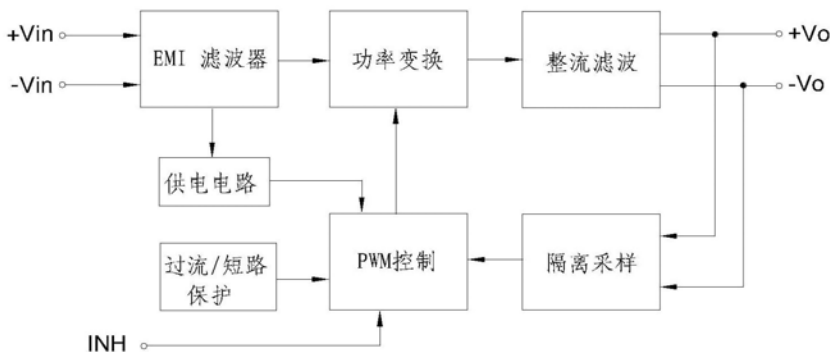 +Vin
-Vin
EMI 滤波器
功率变换
整流滤波
+Vo
-Vo
供电电路
过流/短路
保护
PWM控制
隔离采样
INH